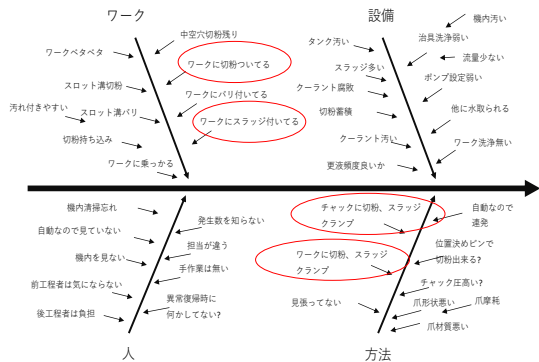 ワーク
設備
中空穴切粉残り
ワークベタベタ
ワークに切粉ついてる
スロット溝切粉
ワークにバリ付いてる
汚れ付きやすい
スロット溝バリ
ワークにスラッジ付いてる
切粉持ち込み
ワークに乗っかる
機内汚い
タンク汚い
治具洗浄弱い
流量少ない
スラッジ多い
ポンプ設定弱い
クーラント腐敗
切粉蓄積
他に水取られる
クーラント汚い
ワーク洗浄無い
更液頻度良いか
機内清掃忘れ
発生数を知らない
自動なので見ていない
担当が違う
機内を見ない
手作業は無い
前工程者は気にならない
異常復帰時に
何かしてない?
後工程者は負担
人
チャックに切粉、スラッジ
クランプ
自動なので
連発
ワークに切粉、スラッジ
クランプ
位置決めピンで
切粉出来る?
チャック圧高い?
見張ってない
爪形状悪い
爪摩耗
爪材質悪い
方法